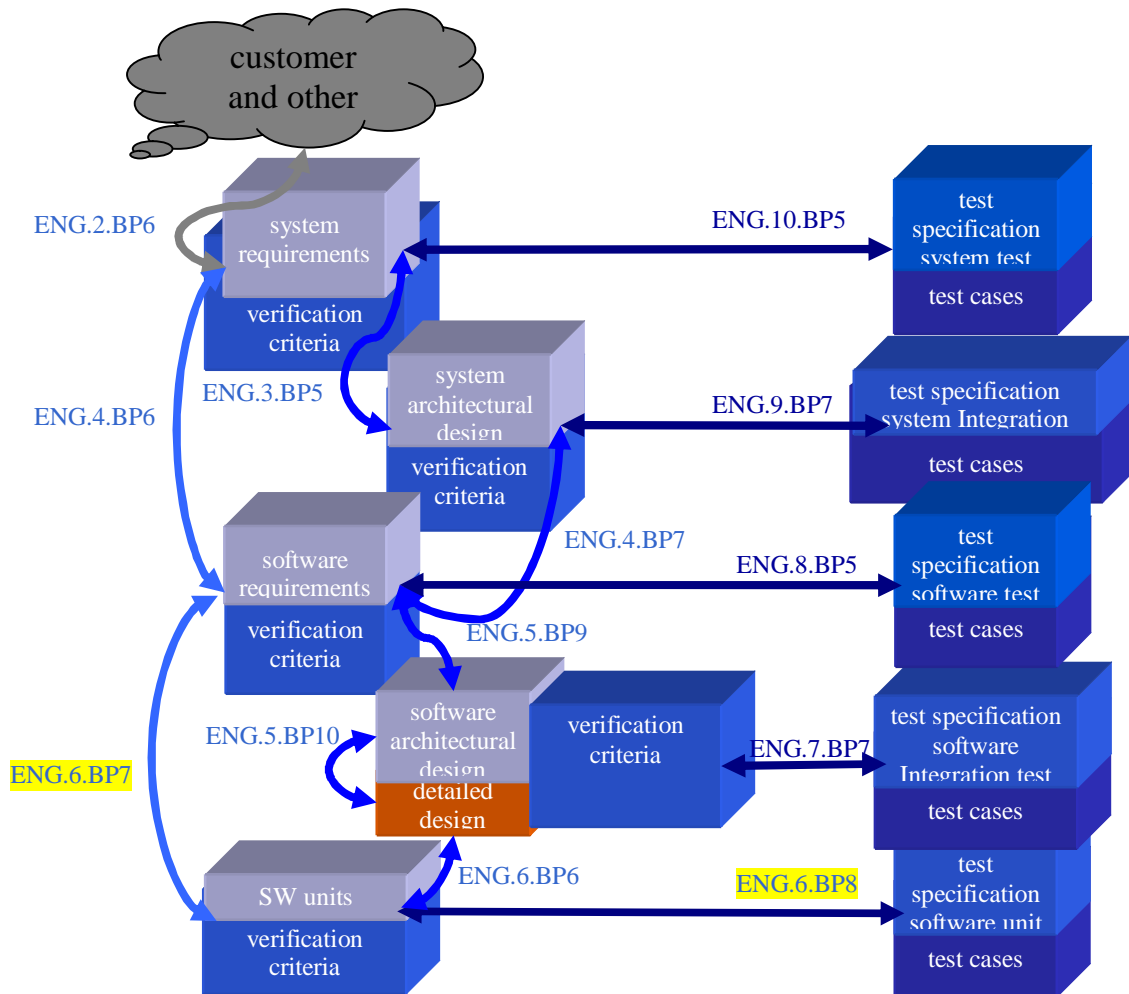 customer
and other
ENG.2.BP6
system
requirements
verification
criteria
ENG.10.BP5
test
specification
system test
test cases
ENG.3.BP5
ENG.4.BP6
system
architectural
design
verification
criteria
ENG.9.BP7
test specification
system Integration
test cases
ENG.4.BP7
software
requirements
verification
criteria
ENG.8.BP5
test
specification
software test
test cases
ENG.5.BP9
ENG.5.BP10
software
architectural
design
detailed
design
verification
criteria
ENG.7.BP7
test specification
software
Integration test
test cases
ENG.6.BP7
ENG.6.BP6
SW units
verification
criteria
ENG.6.BP8
test
specification
software unit
test cases